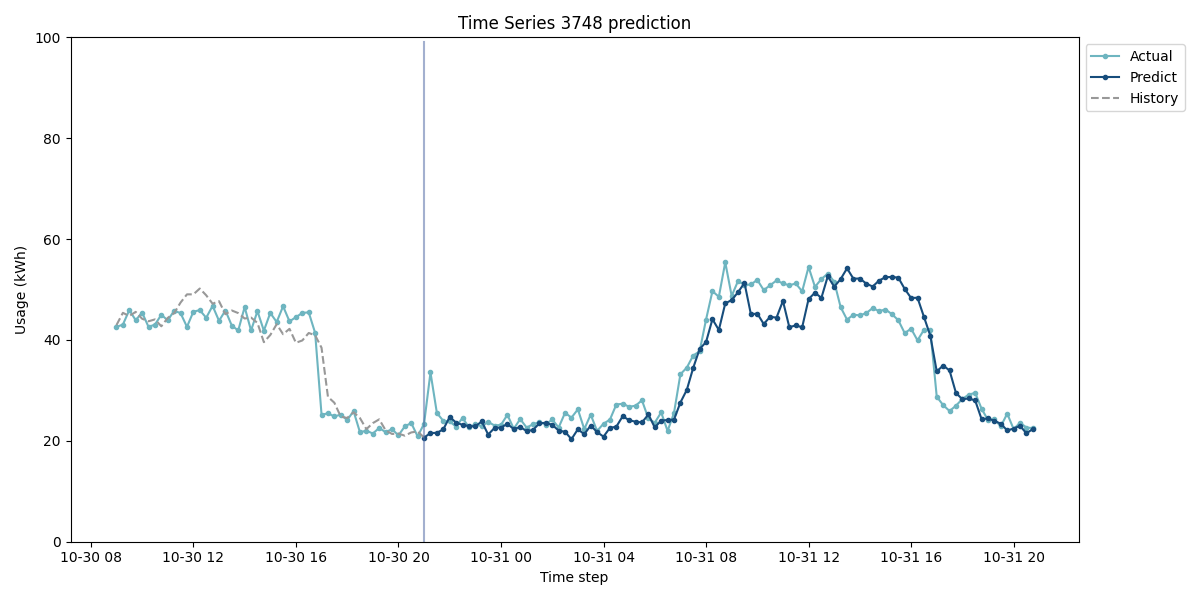 Time Series 3748 prediction
100
80
60
40
20
0
Usage (kWh)
10-30 08
10-30 12
10-30 16
10-30 20
10-31 00
10-31 04
10-31 08
10-31 12
10-31 16
10-31 20
Time step
Actual
Predict
History